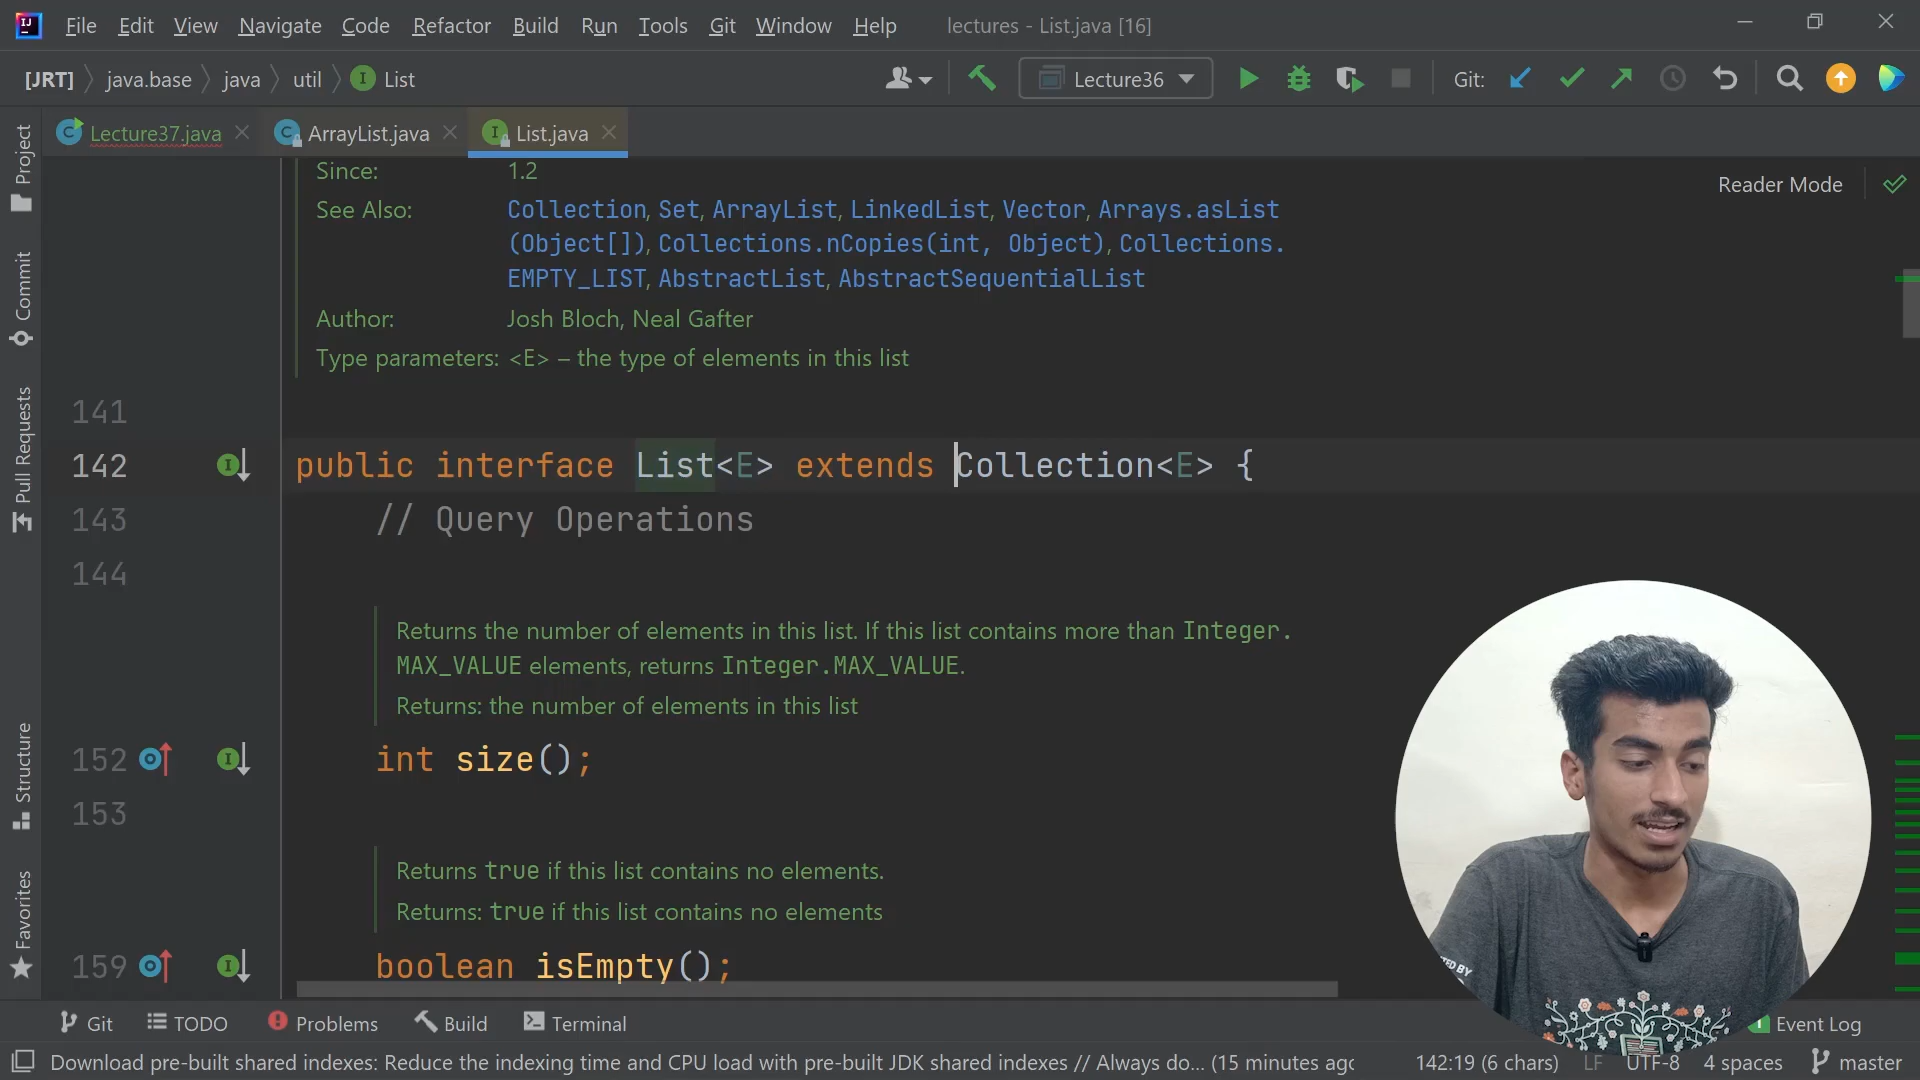 File Edit View Navigate Code Refactor Build Run Tools Git Window Help lectures - List.java [16]
[JRT] java.base java util List Lecture36 Git:
Lecture37.java ArrayList.java List.java
Reader Mode
Since: 1.2
See Also: Collection, Set, ArrayList, LinkedList, Vector, Arrays.asList
(Object[]), Collections.nCopies(int, Object), Collections.
EMPTY_LIST, AbstractList, AbstractSequentialList
Author: Josh Bloch, Neal Gafter
Type parameters: <E> – the type of elements in this list
141
142 public interface List<E> extends Collection<E> {
143 // Query Operations
144
Returns the number of elements in this list. If this list contains more than Integer.
MAX_VALUE elements, returns Integer.MAX_VALUE.
Returns: the number of elements in this list
152 int size();
153
Returns true if this list contains no elements.
Returns: true if this list contains no elements
159 boolean isEmpty();
Project
Commit
Pull Requests
Structure
Favorites
Git TODO Problems Build Terminal Event Log
Download pre-built shared indexes: Reduce the indexing time and CPU load with pre-built JDK shared indexes // Always do... (15 minutes ago 142:19 (6 chars) LF UTF-8 4 spaces master